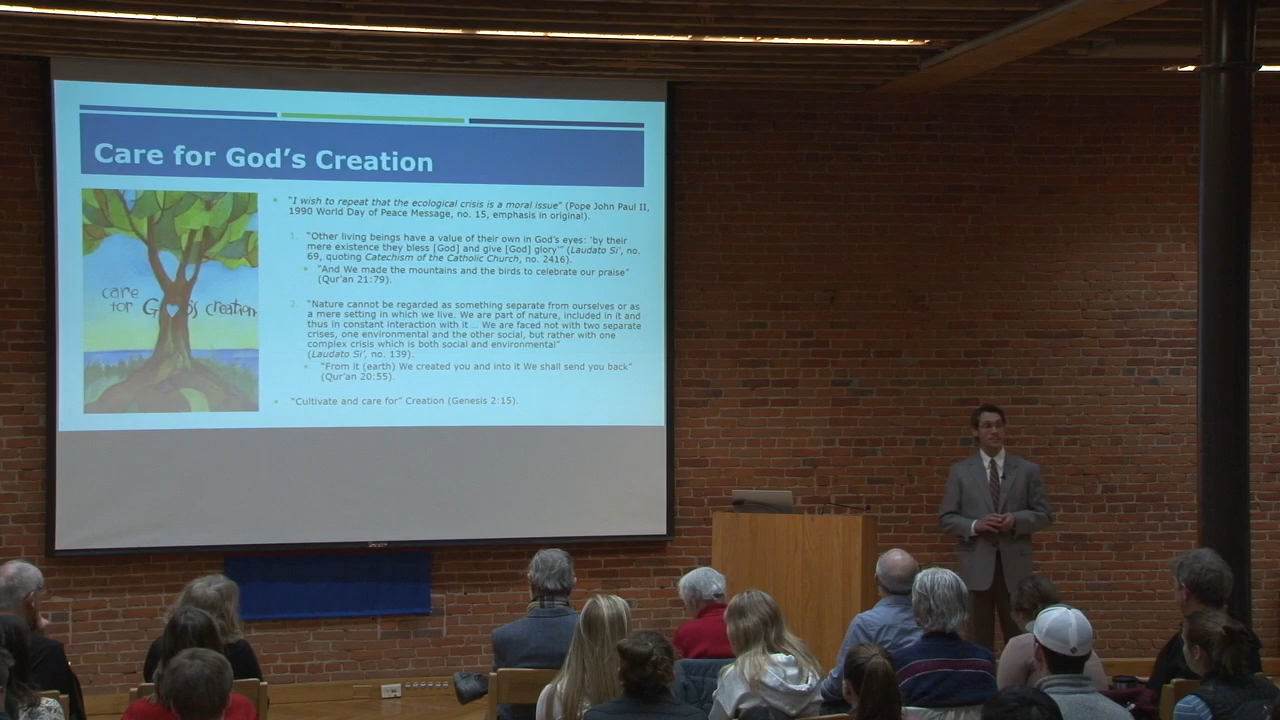 Care for God's Creation
care
for God's creation
"I wish to repeat that the ecological crisis is a moral issue" (Pope John Paul II,
1990 World Day of Peace Message, no. 15, emphasis in original).
1. "Other living beings have a value of their own in God's eyes: 'by their
mere existence they bless [God] and give [God] glory'" (Laudato Si', no.
69, quoting Catechism of the Catholic Church, no. 2416).
"And We made the mountains and the birds to celebrate our praise"
(Qur'an 21:79).
2. "Nature cannot be regarded as something separate from ourselves or as
a mere setting in which we live. We are part of nature, included in it and
thus in constant interaction with it … We are faced not with two separate
crises, one environmental and the other social, but rather with one
complex crisis which is both social and environmental"
(Laudato Si', no. 139).
"From it (earth) We created you and into it We shall send you back"
(Qur'an 20:55).
"Cultivate and care for" Creation (Genesis 2:15).